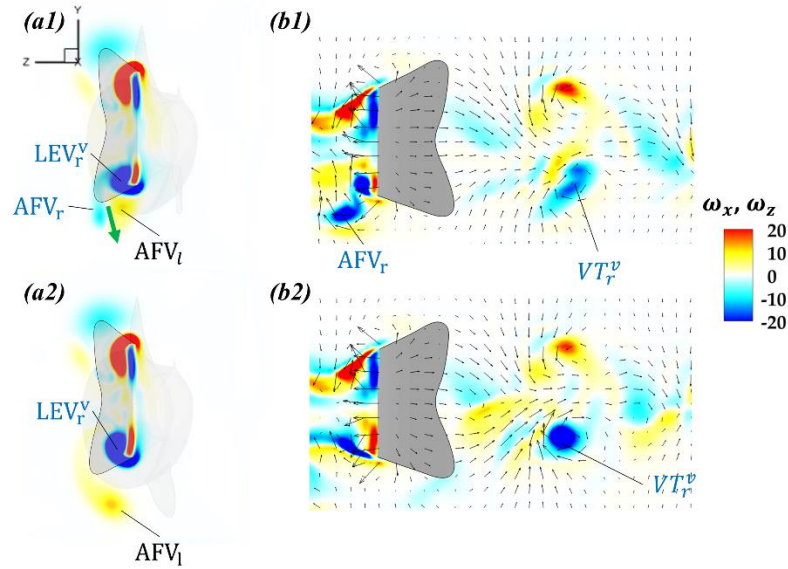 (a1)
Y
Z
X
LEV_r^v
AFV_r
AFV_l
(b1)
AFV_r
VT_r^v
ω_x, ω_z
20
10
0
-10
-20
(a2)
LEV_r^v
AFV_l
(b2)
VT_r^v